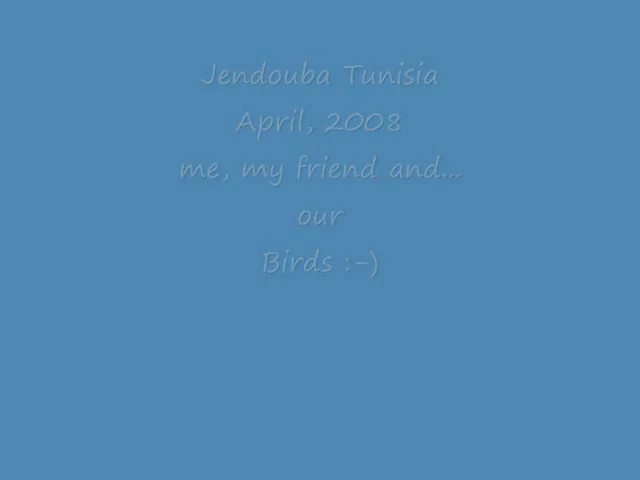 Jendouba Tunisia
April, 2008
me, my friend and...
our
Birds :-)